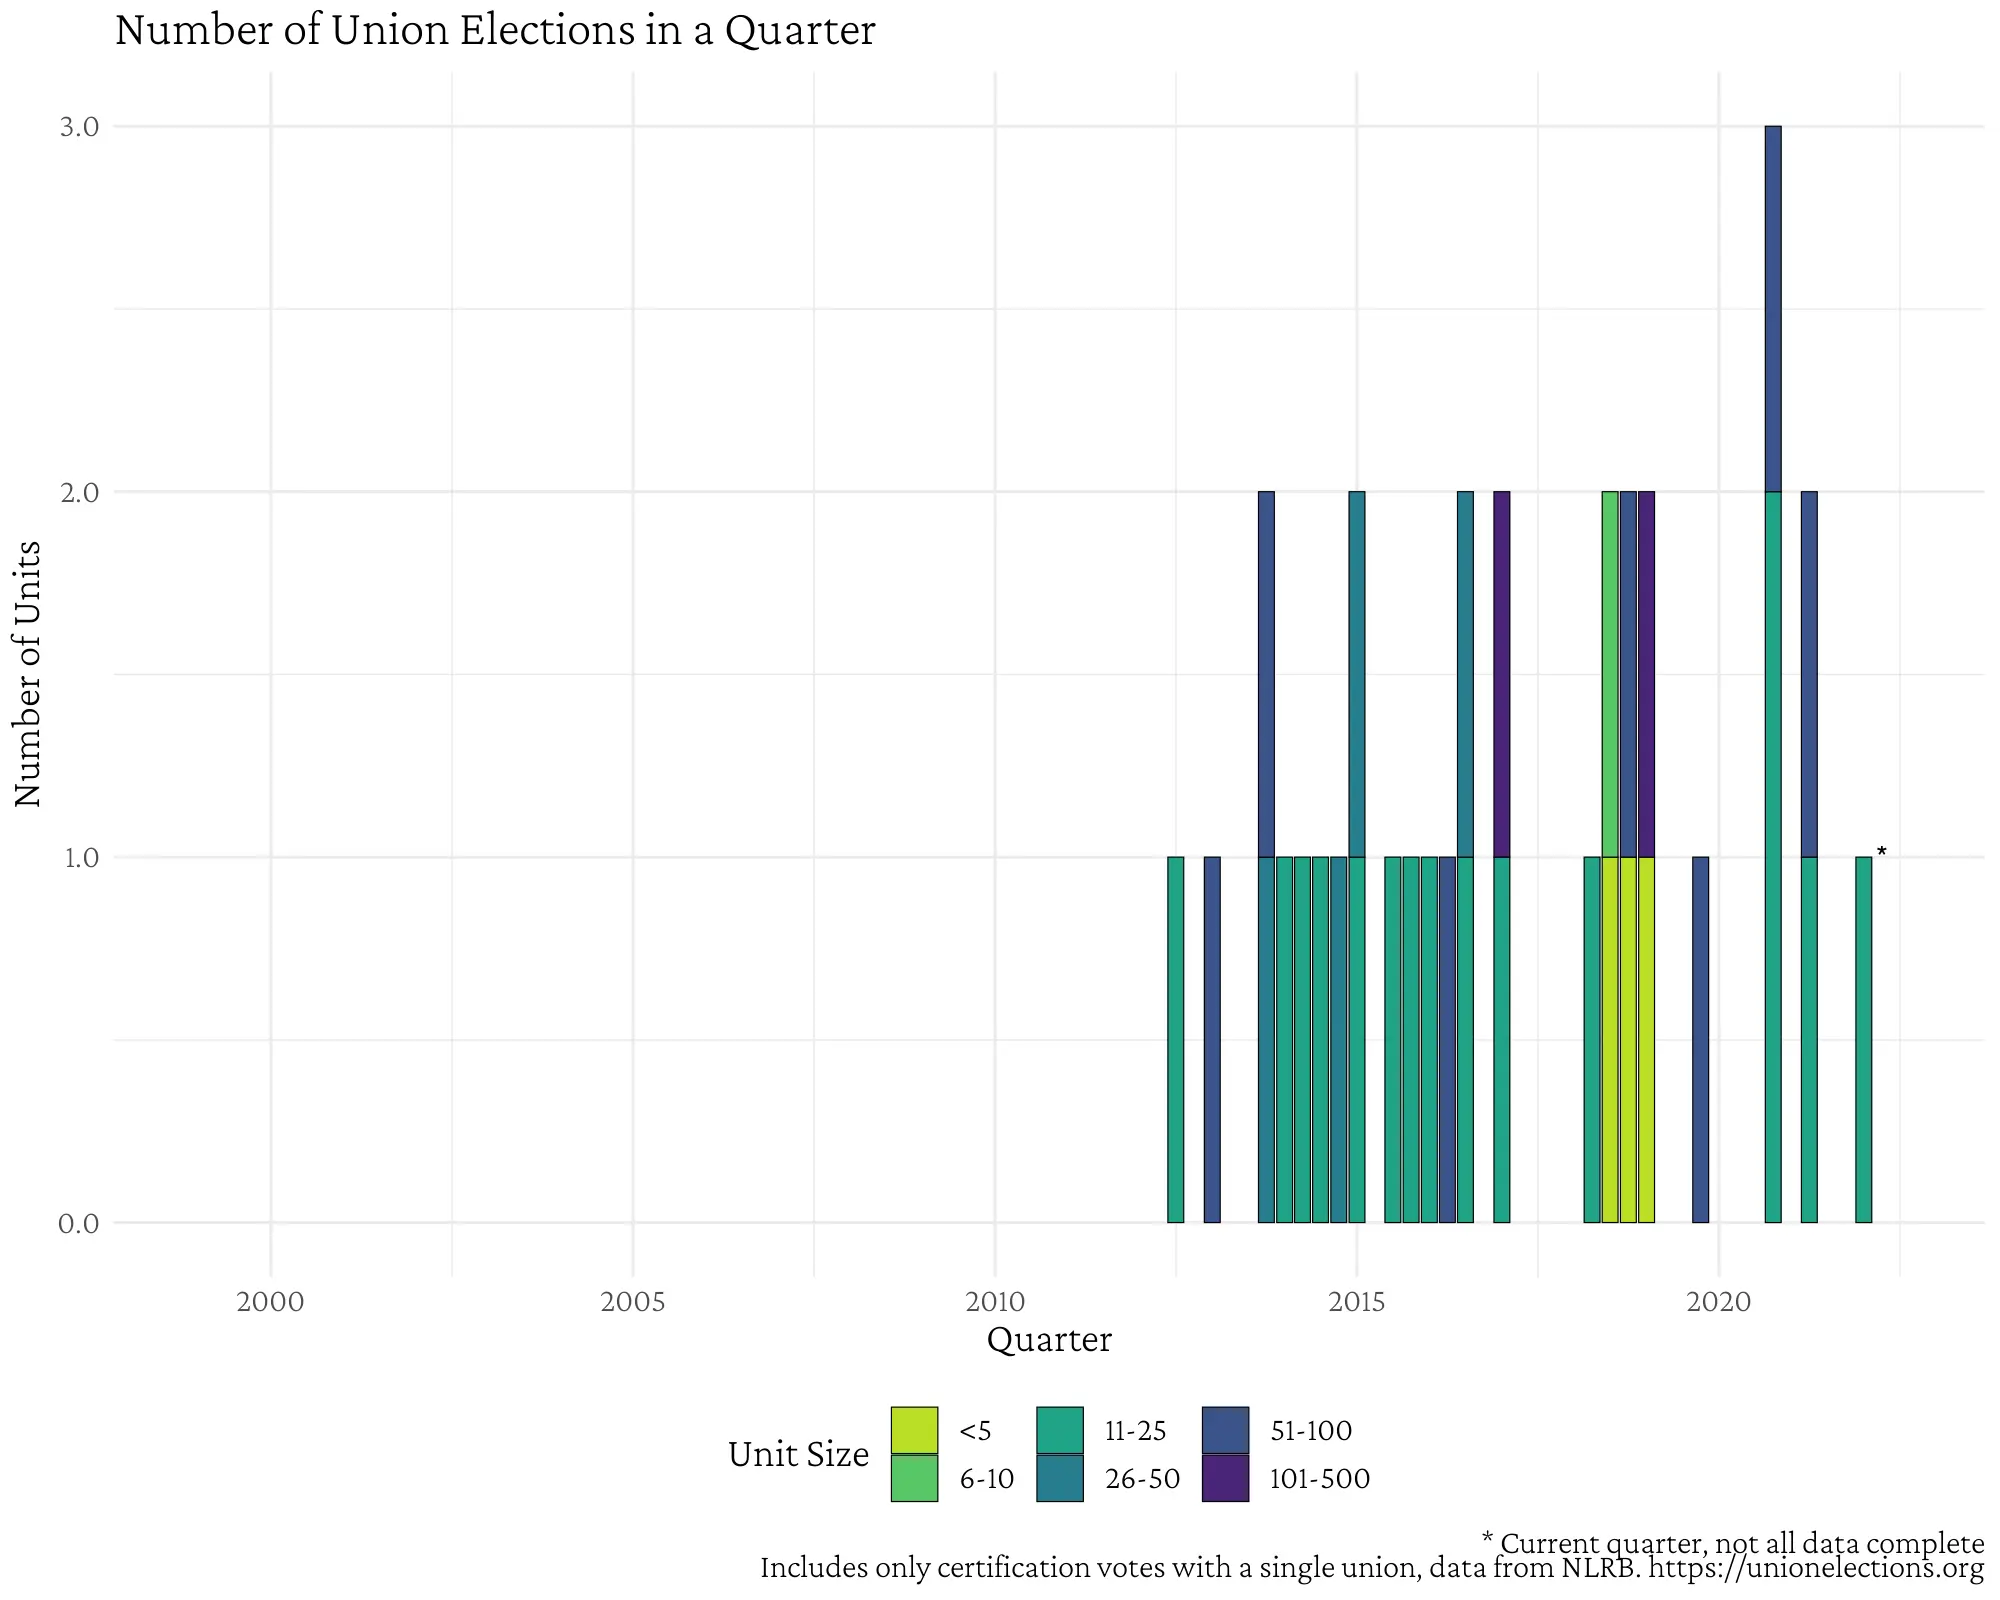 Number of Union Elections in a Quarter
3.0
2.0
1.0
0.0
Number of Units
*
2000 2005 2010 2015 2020
Quarter
Unit Size
<5 11-25 51-100
6-10 26-50 101-500
* Current quarter, not all data complete
Includes only certification votes with a single union, data from NLRB. https://unionelections.org